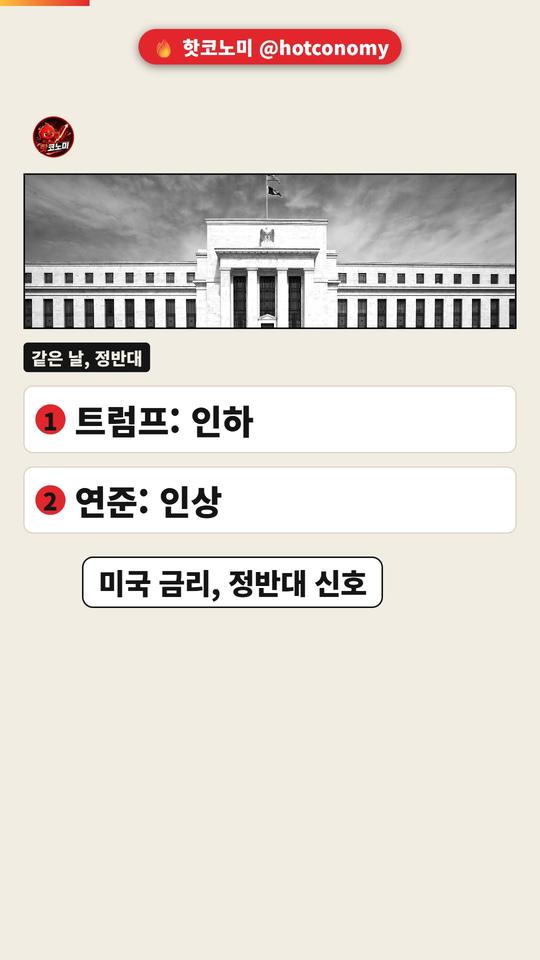 핫코노미 @hotconomy
핫코노미
같은 날, 정반대
1 트럼프: 인하
2 연준: 인상
미국 금리, 정반대 신호